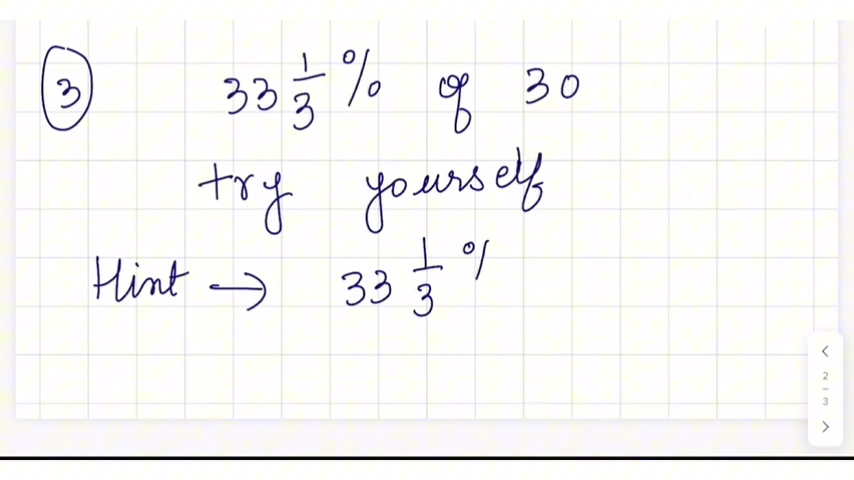 3 33 1/3 % of 30
try yourself
Hint → 33 1/3 %
2
3